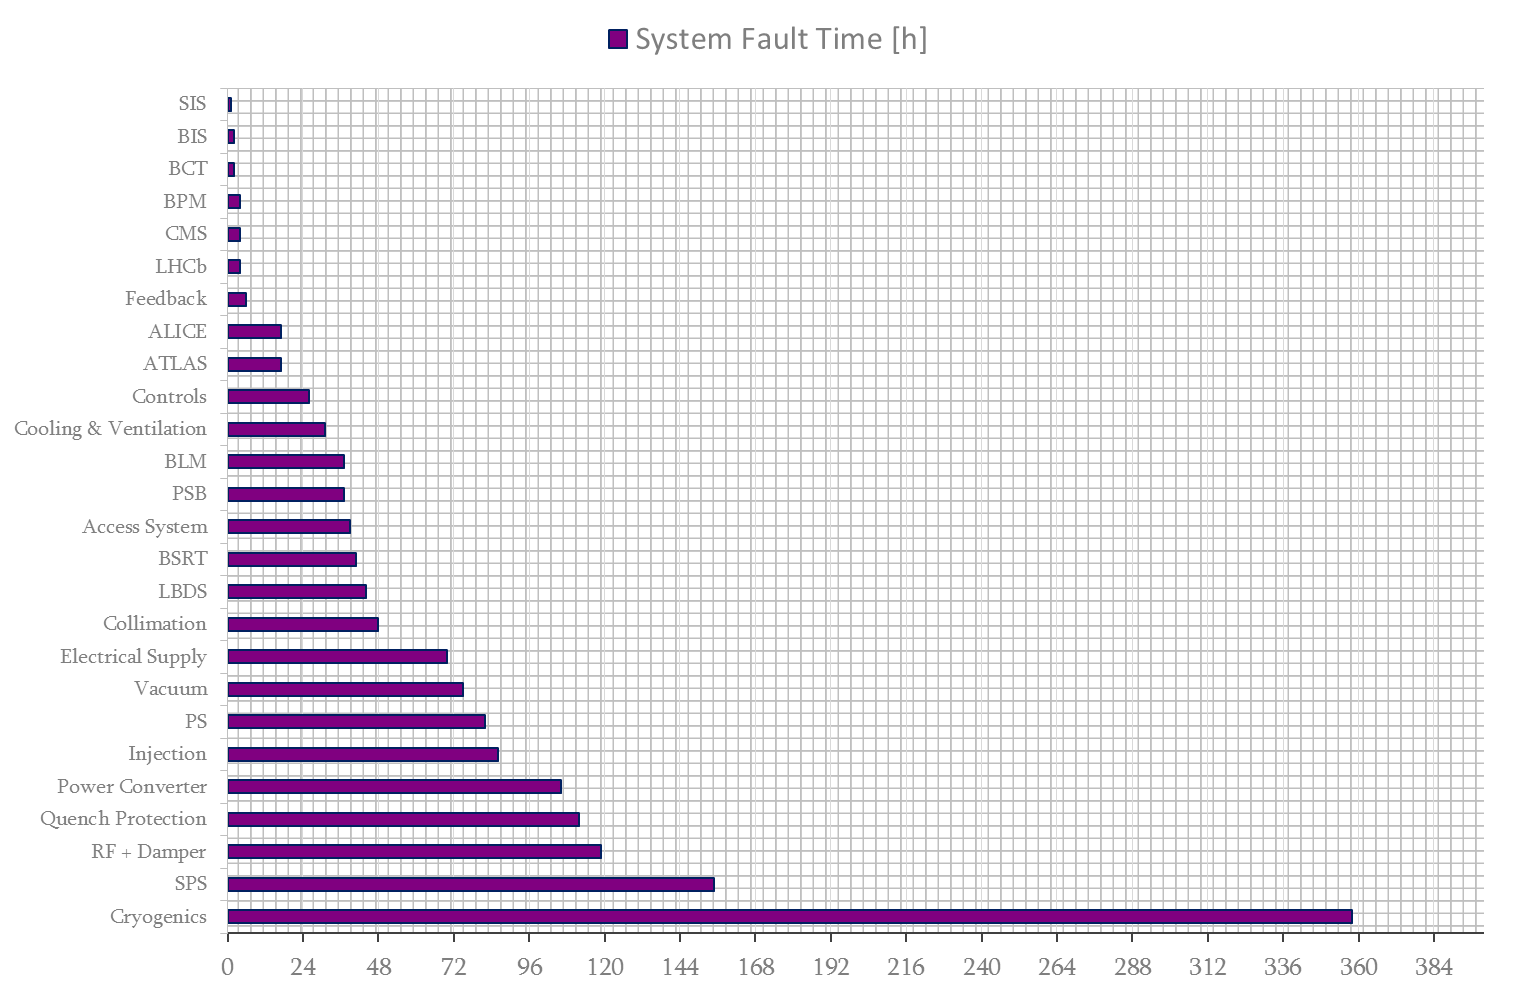 System Fault Time [h]
SIS
BIS
BCT
BPM
CMS
LHCb
Feedback
ALICE
ATLAS
Controls
Cooling & Ventilation
BLM
PSB
Access System
BSRT
LBDS
Collimation
Electrical Supply
Vacuum
PS
Injection
Power Converter
Quench Protection
RF + Damper
SPS
Cryogenics
0 24 48 72 96 120 144 168 192 216 240 264 288 312 336 360 384